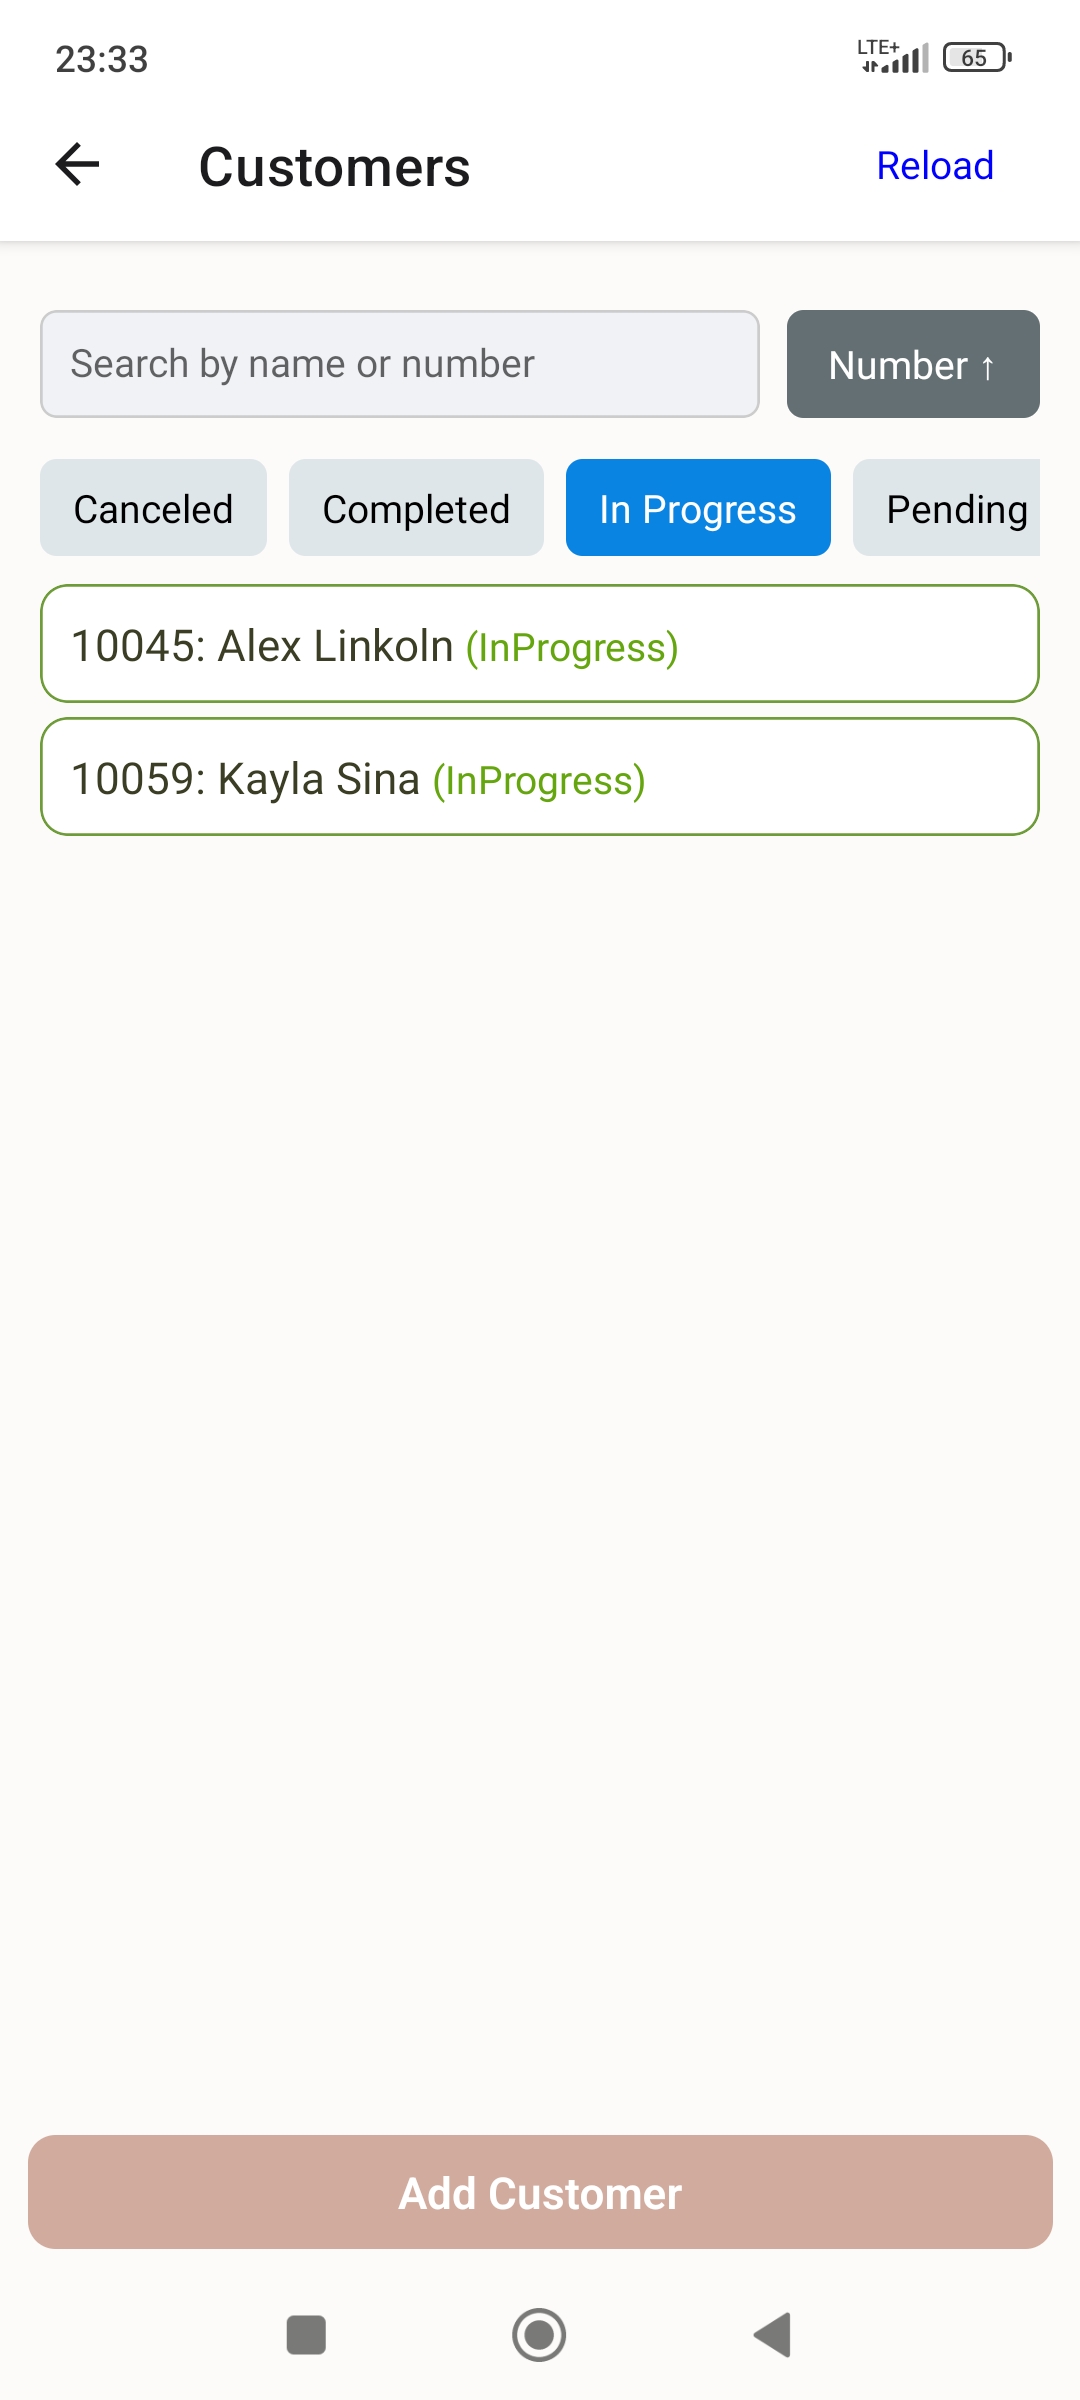 23:33 LTE+ 65
Customers Reload
Search by name or number Number ↑
Canceled Completed In Progress Pending
10045: Alex Linkoln (InProgress)
10059: Kayla Sina (InProgress)
Add Customer